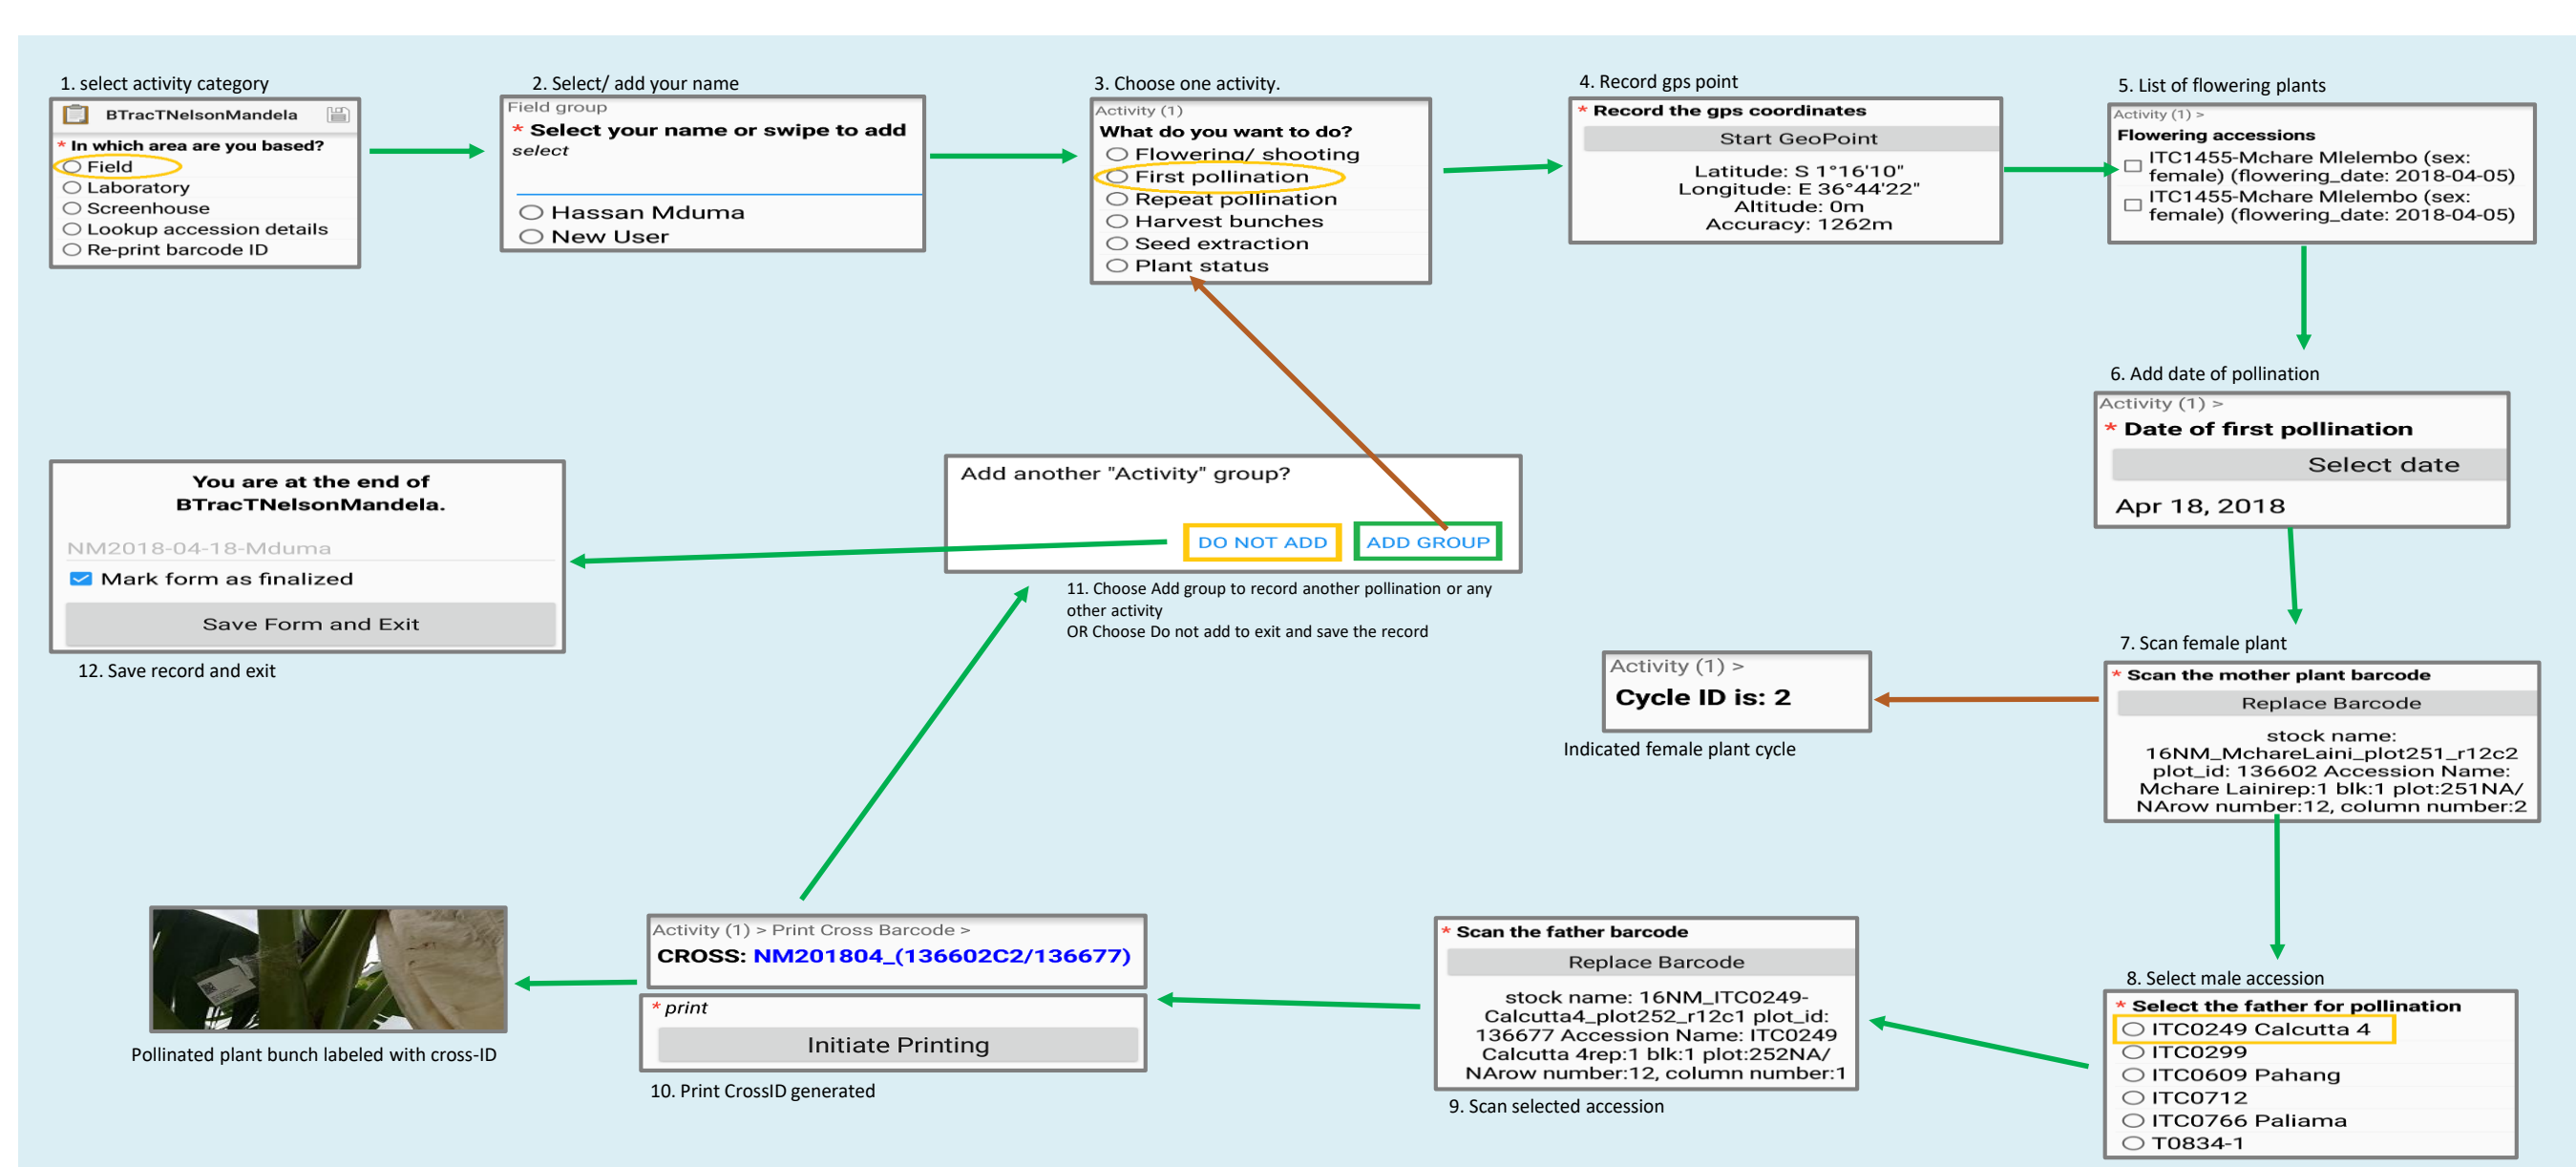 1. select activity category
BTracTNelsonMandela
* In which area are you based?
Field
Laboratory
Screenhouse
Lookup accession details
Re-print barcode ID
2. Select/ add your name
Field group
* Select your name or swipe to add
select
Hassan Mduma
New User
3. Choose one activity.
Activity (1)
What do you want to do?
Flowering/ shooting
First pollination
Repeat pollination
Harvest bunches
Seed extraction
Plant status
4. Record gps point
* Record the gps coordinates
Start GeoPoint
Latitude: S 1°16'10"
Longitude: E 36°44'22"
Altitude: 0m
Accuracy: 1262m
5. List of flowering plants
Activity (1) >
Flowering accessions
ITC1455-Mchare Mlelembo (sex:
female) (flowering_date: 2018-04-05)
ITC1455-Mchare Mlelembo (sex:
female) (flowering_date: 2018-04-05)
6. Add date of pollination
Activity (1) >
* Date of first pollination
Select date
Apr 18, 2018
7. Scan female plant
* Scan the mother plant barcode
Replace Barcode
stock name:
16NM_MchareLaini_plot251_r12c2
plot_id: 136602 Accession Name:
Mchare Lainirep:1 blk:1 plot:251NA/
NArow number:12, column number:2
Activity (1) >
Cycle ID is: 2
Indicated female plant cycle
8. Select male accession
* Select the father for pollination
ITC0249 Calcutta 4
ITC0299
ITC0609 Pahang
ITC0712
ITC0766 Paliama
T0834-1
* Scan the father barcode
Replace Barcode
stock name: 16NM_ITC0249-
Calcutta4_plot252_r12c1 plot_id:
136677 Accession Name: ITC0249
Calcutta 4rep:1 blk:1 plot:252NA/
NArow number:12, column number:1
9. Scan selected accession
Activity (1) > Print Cross Barcode >
CROSS: NM201804_(136602C2/136677)
* print
Initiate Printing
10. Print CrossID generated
Pollinated plant bunch labeled with cross-ID
Add another "Activity" group?
DO NOT ADD
ADD GROUP
11. Choose Add group to record another pollination or any
other activity
OR Choose Do not add to exit and save the record
You are at the end of
BTracTNelsonMandela.
NM2018-04-18-Mduma
Mark form as finalized
Save Form and Exit
12. Save record and exit